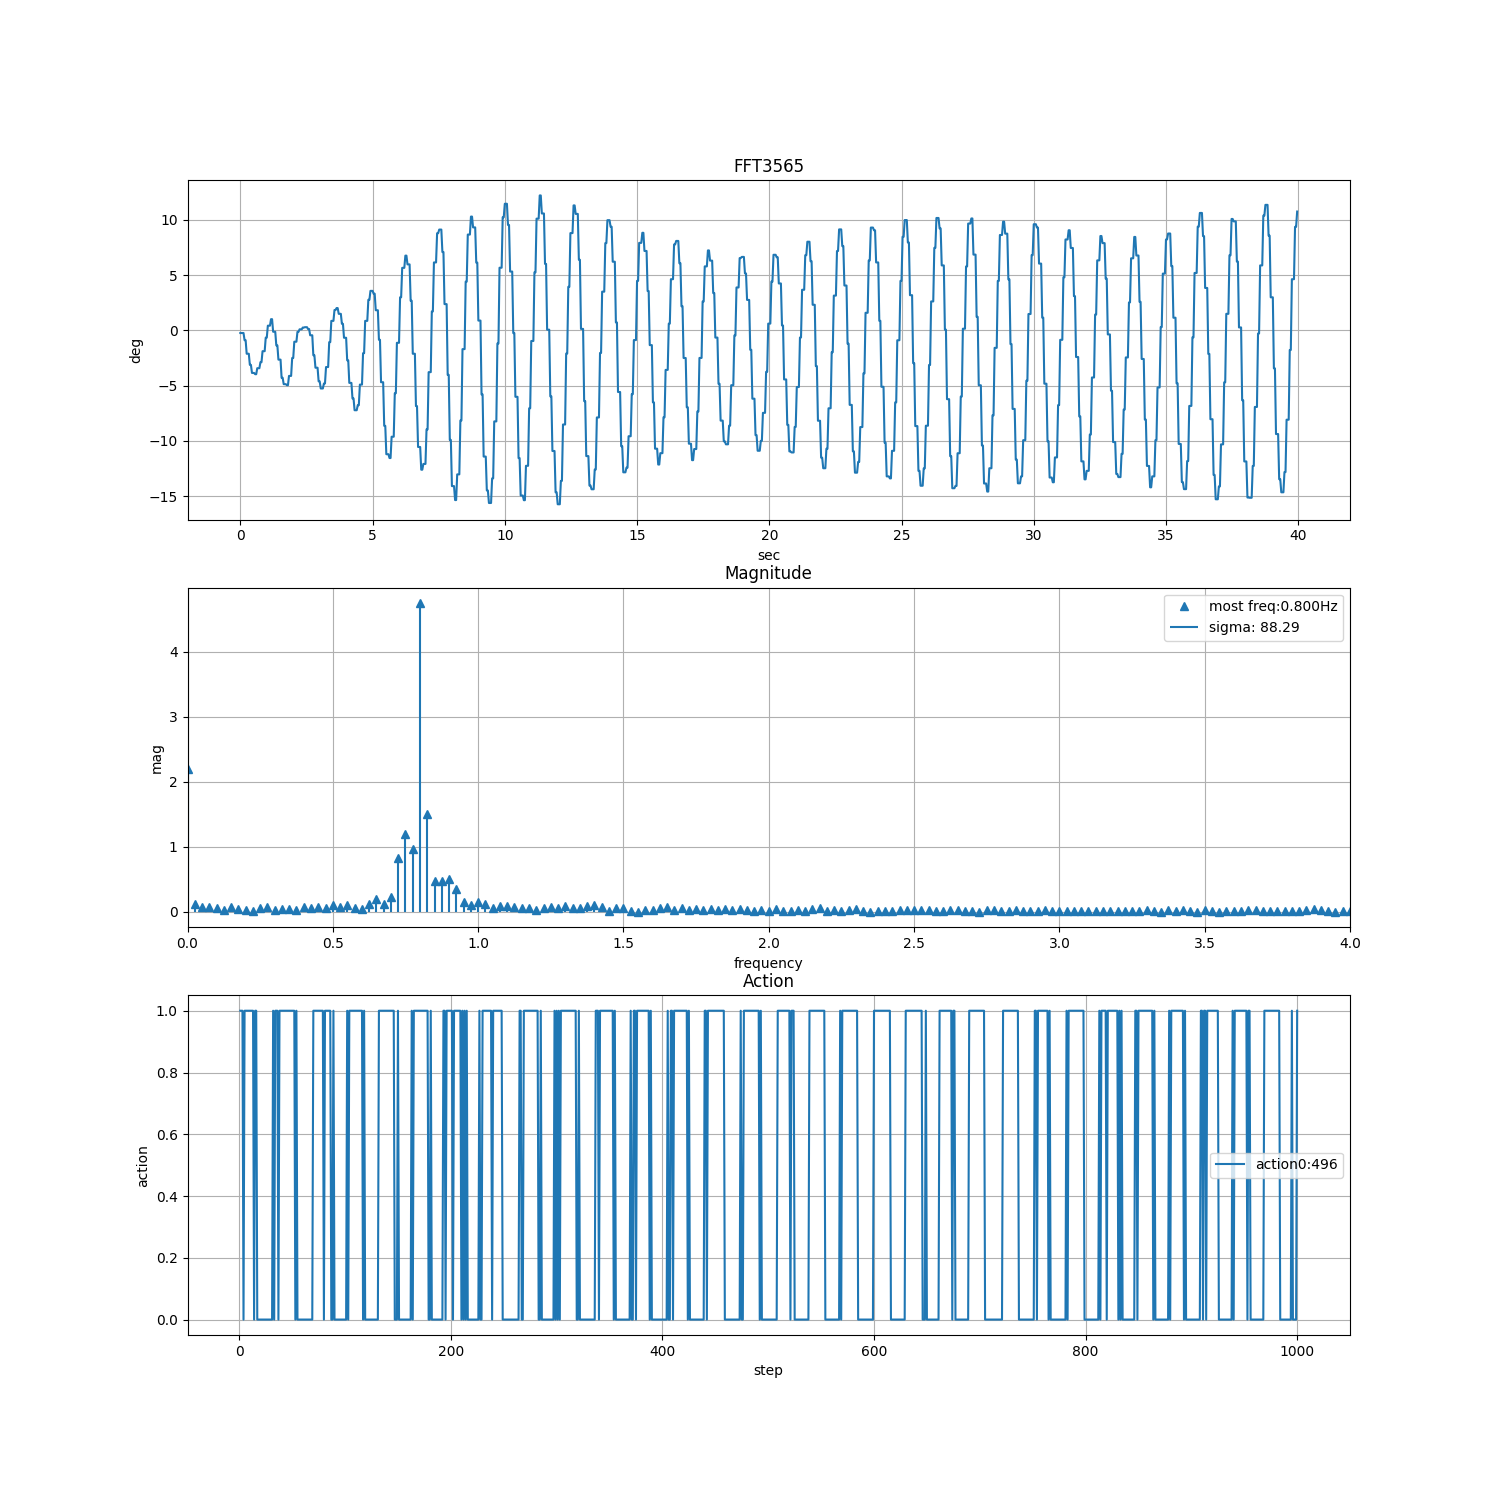 FFT3565
10
5
0
−5
−10
−15
deg
0 5 10 15 20 25 30 35 40
sec
Magnitude
most freq:0.800Hz
sigma: 88.29
4
3
2
1
0
mag
0.0 0.5 1.0 1.5 2.0 2.5 3.0 3.5 4.0
frequency
Action
1.0
0.8
0.6
0.4
0.2
0.0
action
action0:496
0 200 400 600 800 1000
step